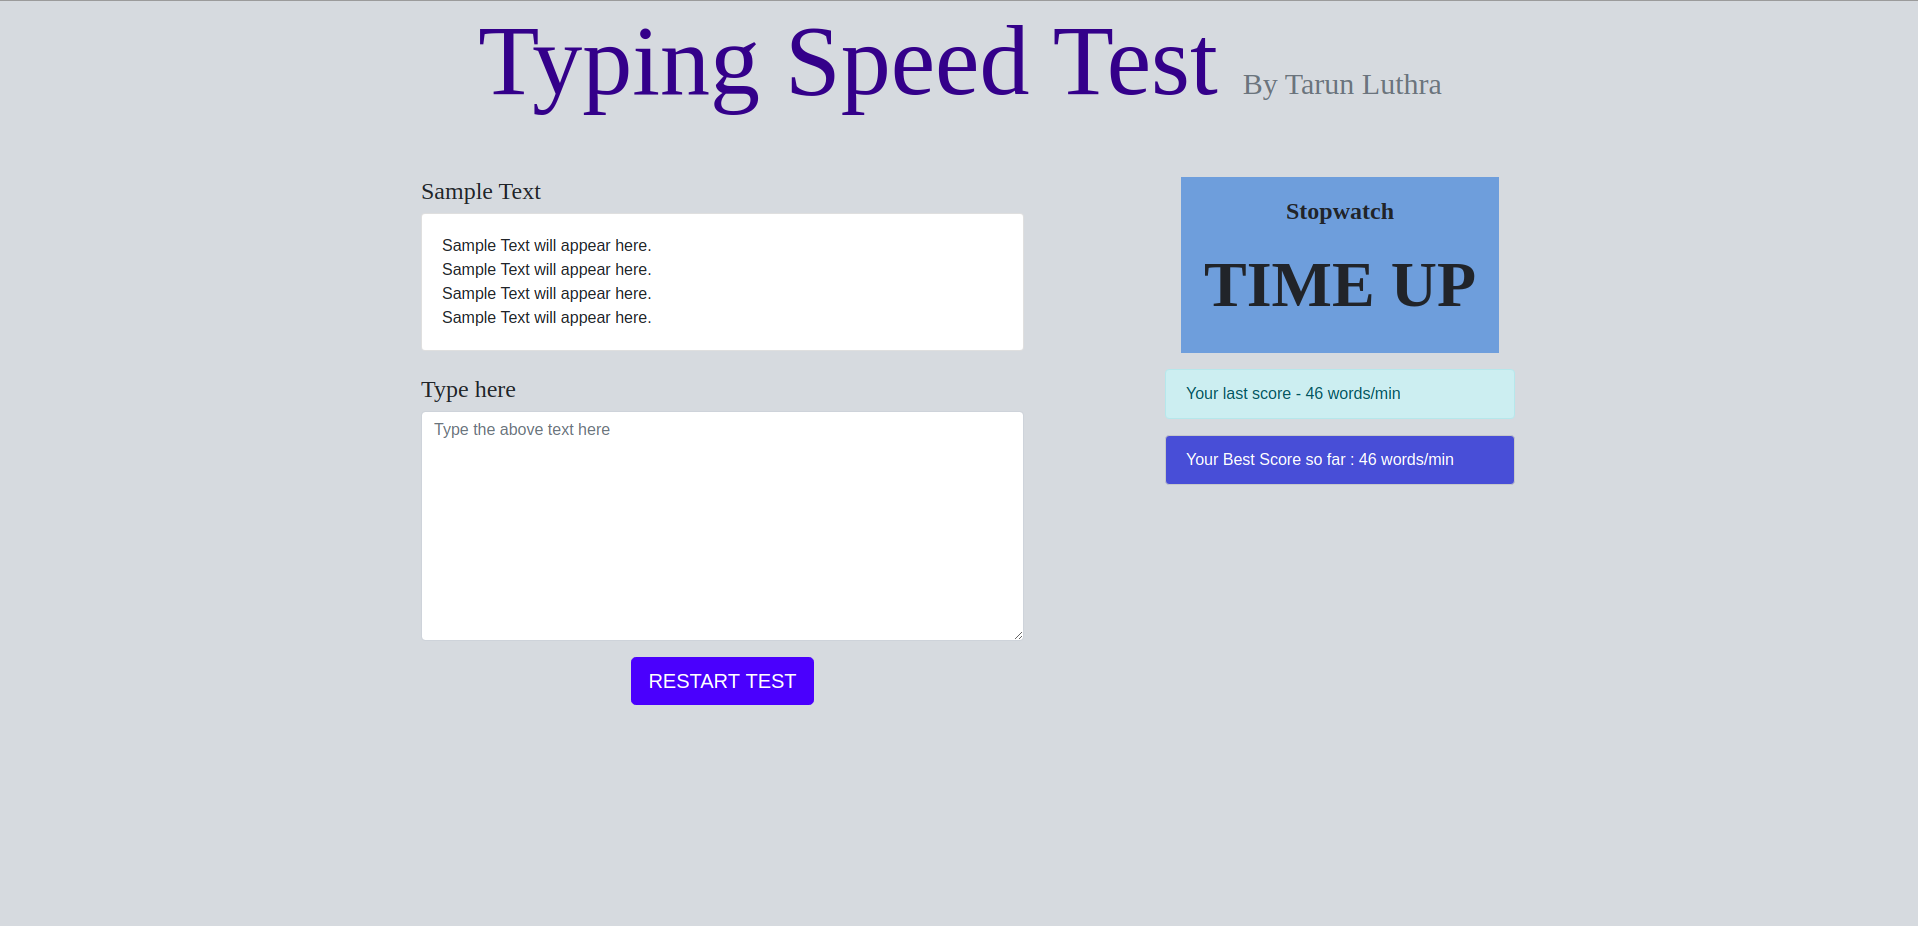 Typing Speed Test By Tarun Luthra
Sample Text
Sample Text will appear here.
Sample Text will appear here.
Sample Text will appear here.
Sample Text will appear here.
Type here
Type the above text here
RESTART TEST
Stopwatch
TIME UP
Your last score - 46 words/min
Your Best Score so far : 46 words/min